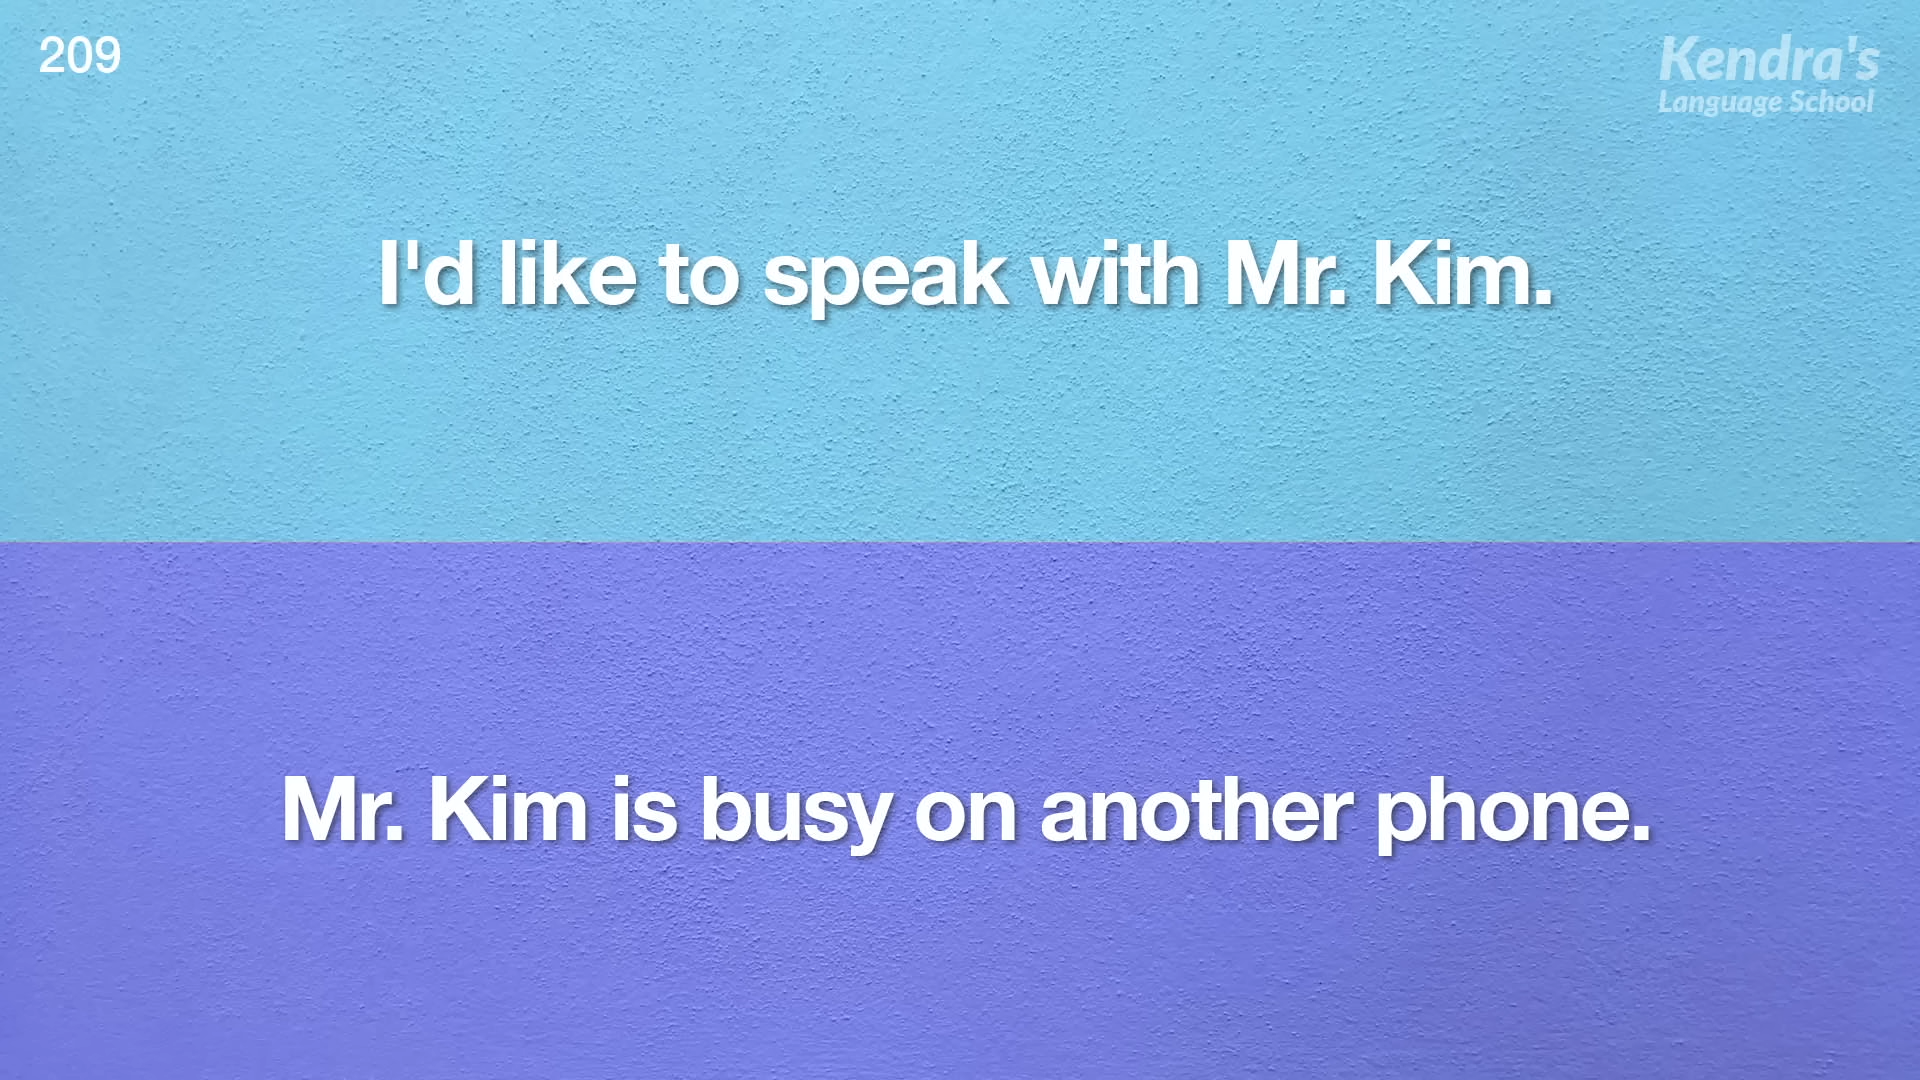 209
Kendra's
Language School
I'd like to speak with Mr. Kim.
Mr. Kim is busy on another phone.